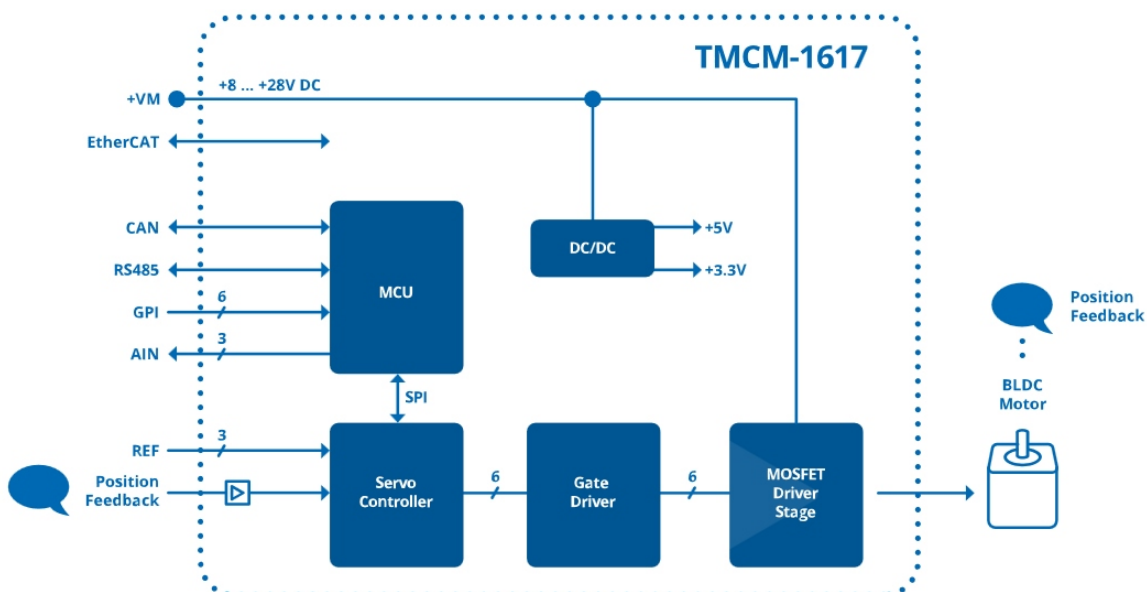 TMCM-1617
+8 ... +28V DC
+VM
EtherCAT
CAN
RS485
6
GPI
3
AIN
MCU
DC/DC
+5V
+3.3V
SPI
Position
Feedback
BLDC
Motor
3
REF
Position
Feedback
Servo
Controller
6
Gate
Driver
6
MOSFET
Driver
Stage